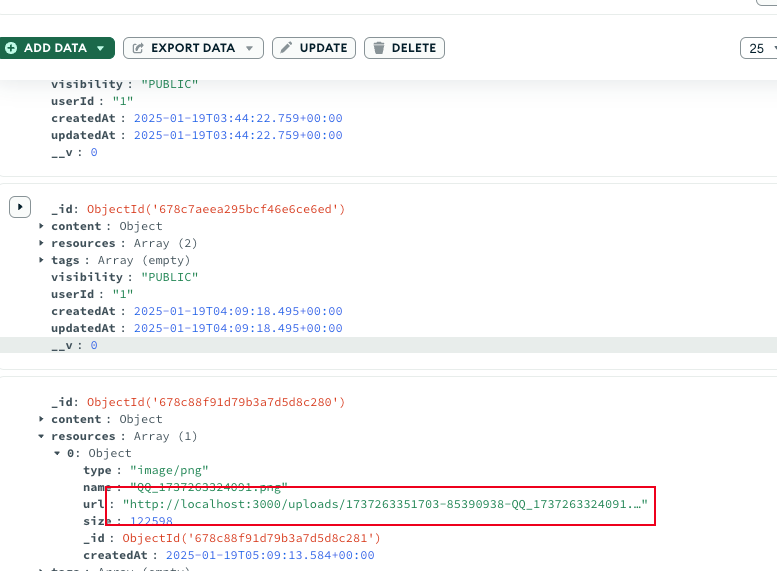 ADD DATA EXPORT DATA UPDATE DELETE 25
visibility : "PUBLIC"
userId : "1"
createdAt : 2025-01-19T03:44:22.759+00:00
updatedAt : 2025-01-19T03:44:22.759+00:00
__v : 0
_id: ObjectId('678c7aeea295bcf46e6ce6ed')
content : Object
resources : Array (2)
tags : Array (empty)
visibility : "PUBLIC"
userId : "1"
createdAt : 2025-01-19T04:09:18.495+00:00
updatedAt : 2025-01-19T04:09:18.495+00:00
__v : 0
_id: ObjectId('678c88f91d79b3a7d5d8c280')
content : Object
resources : Array (1)
0: Object
type : "image/png"
name : "QQ_1737263324091.png"
url : "http://localhost:3000/uploads/1737263351703-85390938-QQ_1737263324091.…"
size : 122598
_id : ObjectId('678c88f91d79b3a7d5d8c281')
createdAt : 2025-01-19T05:09:13.584+00:00
tags : Array (empty)